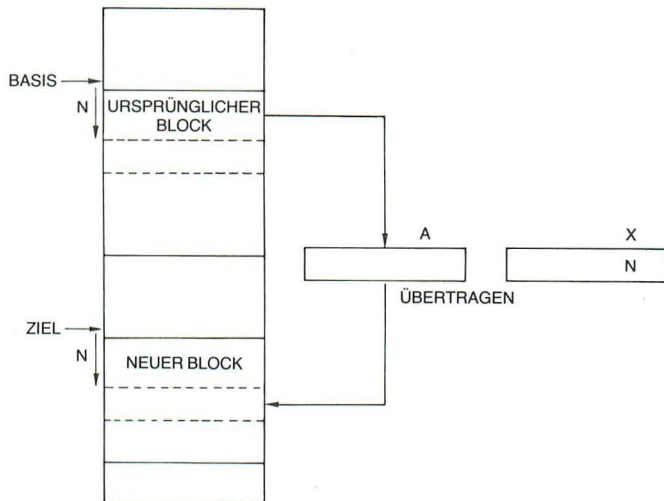 BASIS
N
URSPRÜNGLICHER
BLOCK
A
X
N
ÜBERTRAGEN
ZIEL
N
NEUER BLOCK